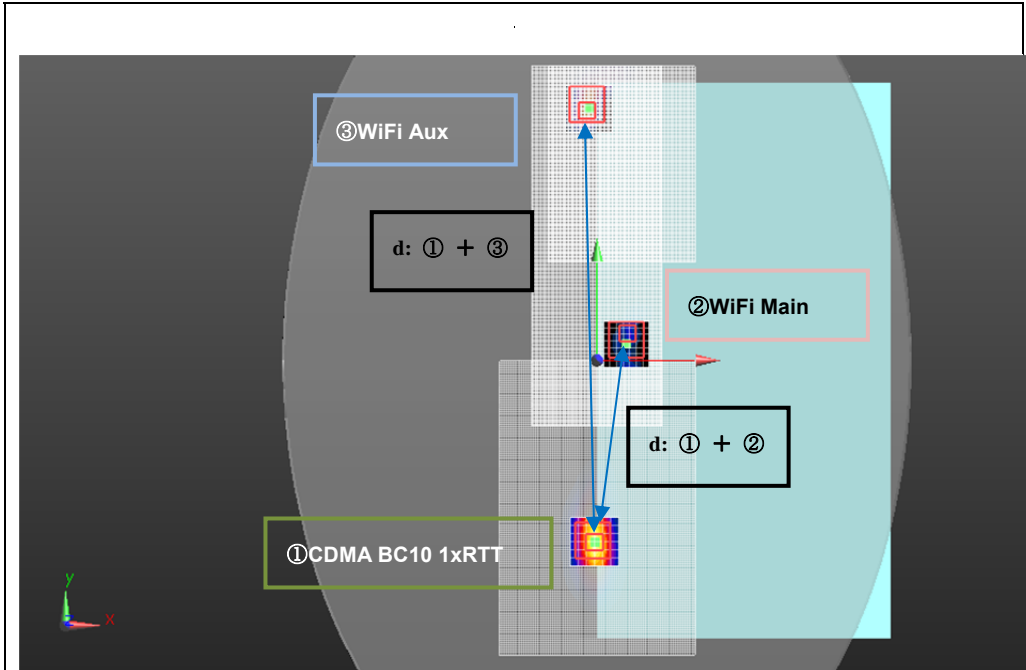 ③WiFi Aux
d: ① + ③
②WiFi Main
d: ① + ②
①CDMA BC10 1xRTT
y
x